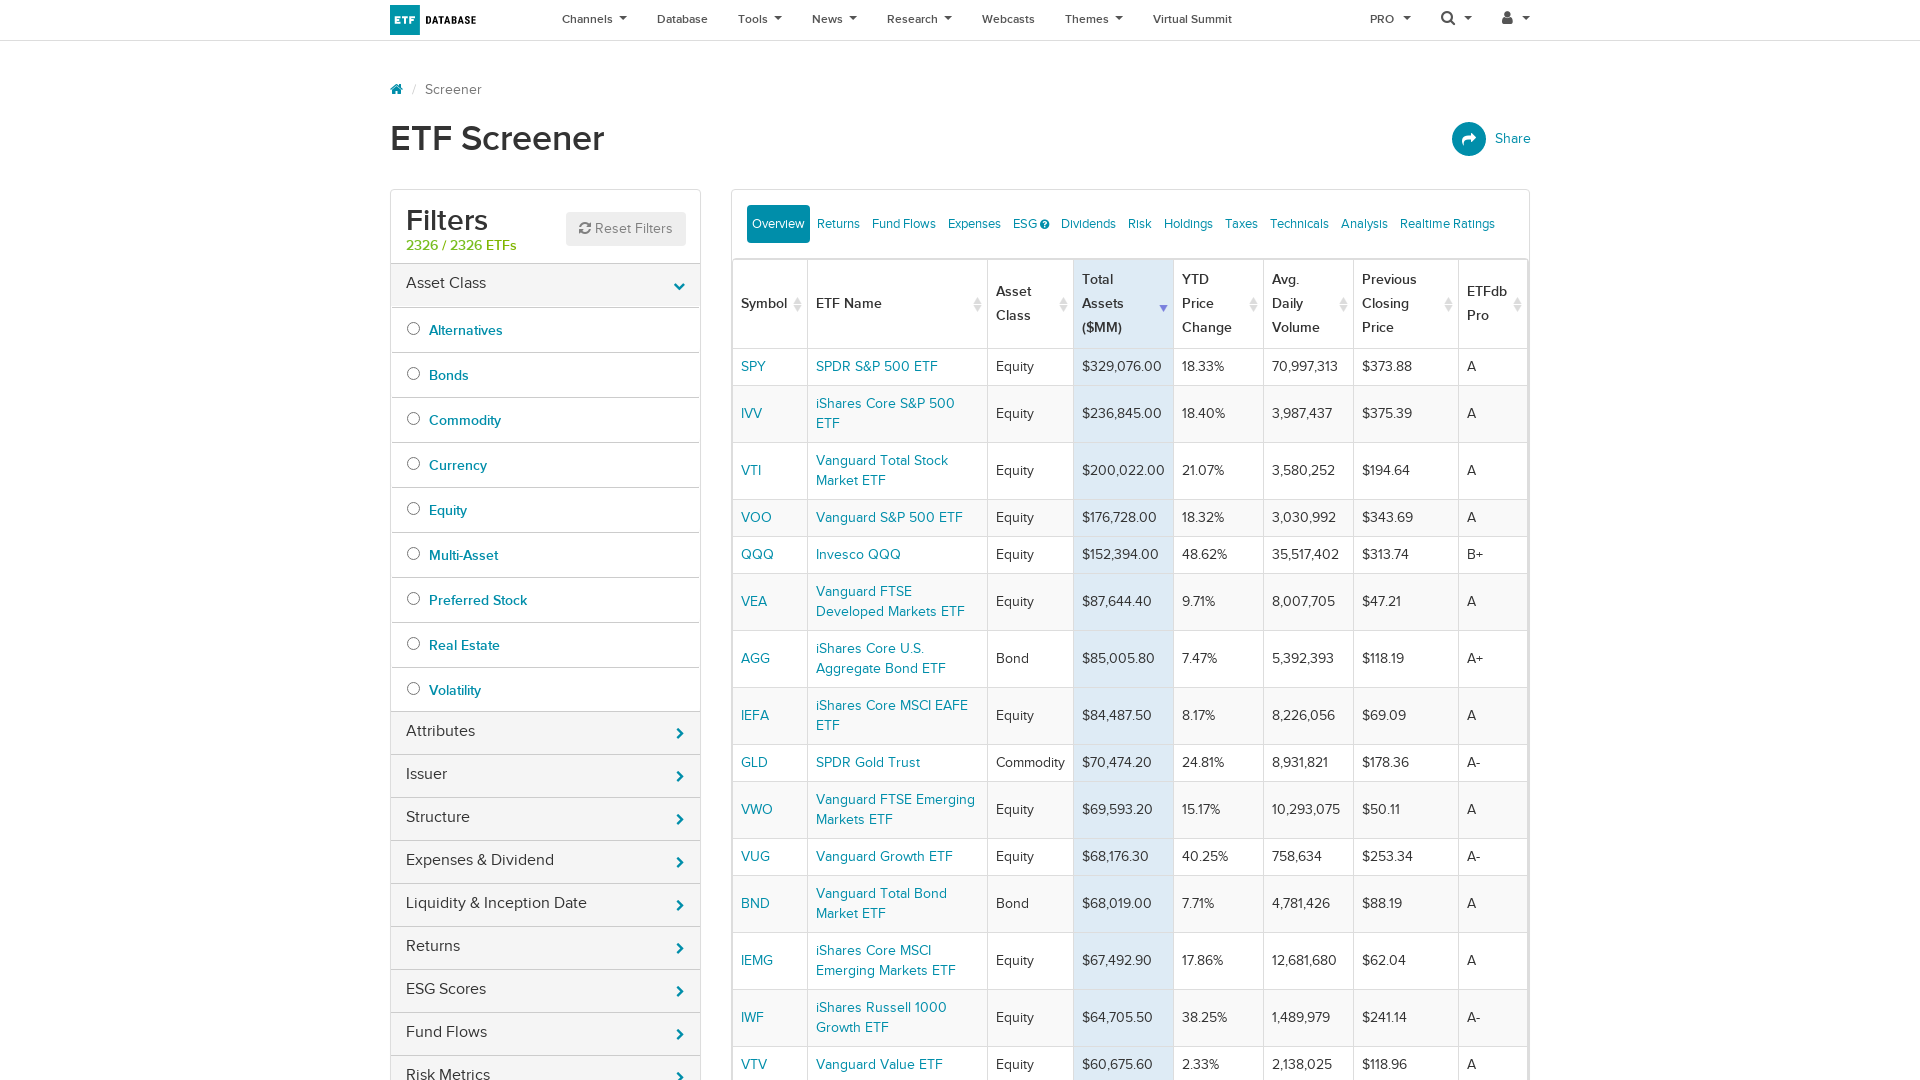 ETF DATABASE
Channels Database Tools News Research Webcasts Themes Virtual Summit PRO
Screener
ETF Screener
Share
Filters
2326 / 2326 ETFs
Reset Filters
Asset Class
Alternatives
Bonds
Commodity
Currency
Equity
Multi-Asset
Preferred Stock
Real Estate
Volatility
Attributes
Issuer
Structure
Expenses & Dividend
Liquidity & Inception Date
Returns
ESG Scores
Fund Flows
Risk Metrics
Overview Returns Fund Flows Expenses ESG Dividends Risk Holdings Taxes Technicals Analysis Realtime Ratings
Symbol ETF Name Asset Class Total Assets ($MM) YTD Price Change Avg. Daily Volume Previous Closing Price ETFdb Pro
SPY SPDR S&P 500 ETF Equity $329,076.00 18.33% 70,997,313 $373.88 A
IVV iShares Core S&P 500 ETF Equity $236,845.00 18.40% 3,987,437 $375.39 A
VTI Vanguard Total Stock Market ETF Equity $200,022.00 21.07% 3,580,252 $194.64 A
VOO Vanguard S&P 500 ETF Equity $176,728.00 18.32% 3,030,992 $343.69 A
QQQ Invesco QQQ Equity $152,394.00 48.62% 35,517,402 $313.74 B+
VEA Vanguard FTSE Developed Markets ETF Equity $87,644.40 9.71% 8,007,705 $47.21 A
AGG iShares Core U.S. Aggregate Bond ETF Bond $85,005.80 7.47% 5,392,393 $118.19 A+
IEFA iShares Core MSCI EAFE ETF Equity $84,487.50 8.17% 8,226,056 $69.09 A
GLD SPDR Gold Trust Commodity $70,474.20 24.81% 8,931,821 $178.36 A-
VWO Vanguard FTSE Emerging Markets ETF Equity $69,593.20 15.17% 10,293,075 $50.11 A
VUG Vanguard Growth ETF Equity $68,176.30 40.25% 758,634 $253.34 A-
BND Vanguard Total Bond Market ETF Bond $68,019.00 7.71% 4,781,426 $88.19 A
IEMG iShares Core MSCI Emerging Markets ETF Equity $67,492.90 17.86% 12,681,680 $62.04 A
IWF iShares Russell 1000 Growth ETF Equity $64,705.50 38.25% 1,489,979 $241.14 A-
VTV Vanguard Value ETF Equity $60,675.60 2.33% 2,138,025 $118.96 A